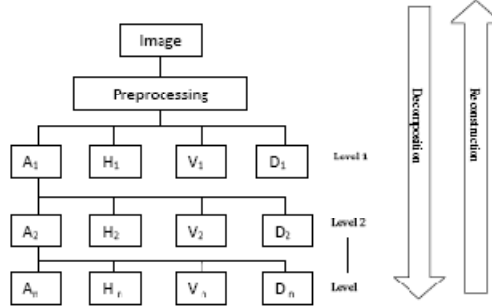 Image
Preprocessing
A1 H1 V1 D1 Level 1
A2 H2 V2 D2 Level 2
An Hn Vn Dn Level
Decomposition
Reconstruction